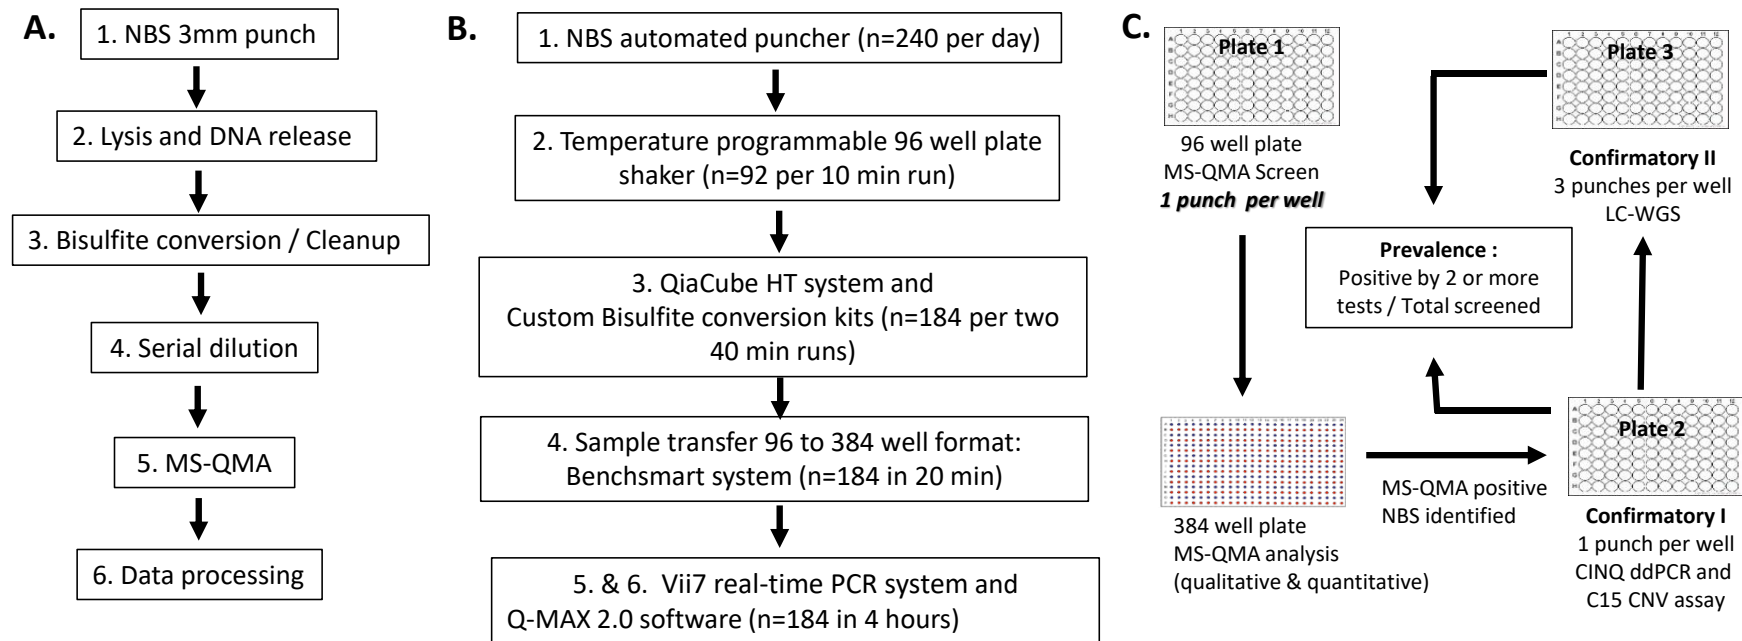 A.
1. NBS 3mm punch
2. Lysis and DNA release
3. Bisulfite conversion / Cleanup
4. Serial dilution
5. MS-QMA
6. Data processing
B.
1. NBS automated puncher (n=240 per day)
2. Temperature programmable 96 well plate
shaker (n=92 per 10 min run)
3. QiaCube HT system and
Custom Bisulfite conversion kits (n=184 per two
40 min runs)
4. Sample transfer 96 to 384 well format:
Benchsmart system (n=184 in 20 min)
5. & 6. Vii7 real-time PCR system and
Q-MAX 2.0 software (n=184 in 4 hours)
C.
Plate 1
96 well plate
MS-QMA Screen
1 punch per well
Plate 3
Confirmatory II
3 punches per well
LC-WGS
Prevalence :
Positive by 2 or more
tests / Total screened
384 well plate
MS-QMA analysis
(qualitative & quantitative)
MS-QMA positive
NBS identified
Plate 2
Confirmatory I
1 punch per well
CINQ ddPCR and
C15 CNV assay